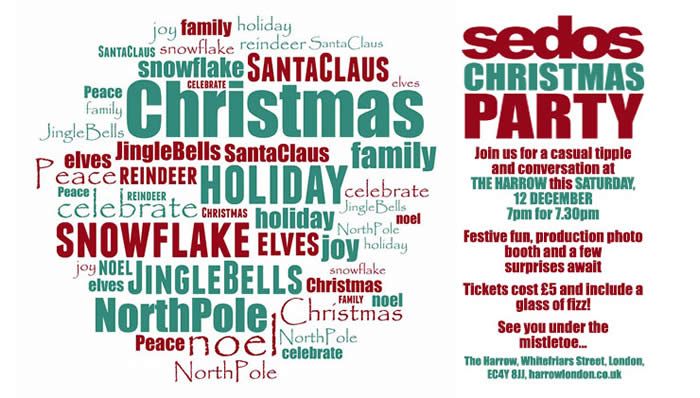 joy family holiday
SANTACLAUS snowflake reindeer SantaClaus
snowflake SANTACLAUS
CELEBRATE elves
Peace Christmas
family
JingleBells
elves JingleBells SantaClaus family
Peace REINDEER HOLIDAY celebrate
Peace REINDEER JingleBells
celebrate CHRISTMAS holiday noel
NorthPole
SNOWFLAKE ELVES joy holiday
joy NOEL JINGLEBELLS snowflake
elves Christmas
NorthPole FAMILY noel
Christmas
Peace noel NorthPole
celebrate
NorthPole
sedos
CHRISTMAS
PARTY
Join us for a casual tipple
and conversation at
THE HARROW this SATURDAY,
12 DECEMBER
7pm for 7.30pm
Festive fun, production photo
booth and a few
surprises await
Tickets cost £5 and include a
glass of fizz!
See you under the
mistletoe...
The Harrow, Whitefriars Street, London,
EC4Y 8JJ, harrowlondon.co.uk